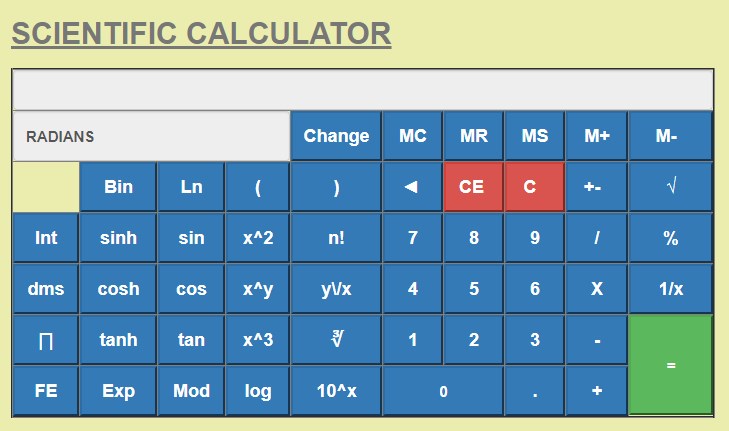 SCIENTIFIC CALCULATOR
RADIANS Change MC MR MS M+ M-
Bin Ln ( ) ◄ CE C +- √
Int sinh sin x^2 n! 7 8 9 / %
dms cosh cos x^y y\/x 4 5 6 X 1/x
∏ tanh tan x^3 ∛ 1 2 3 - =
FE Exp Mod log 10^x 0 . +